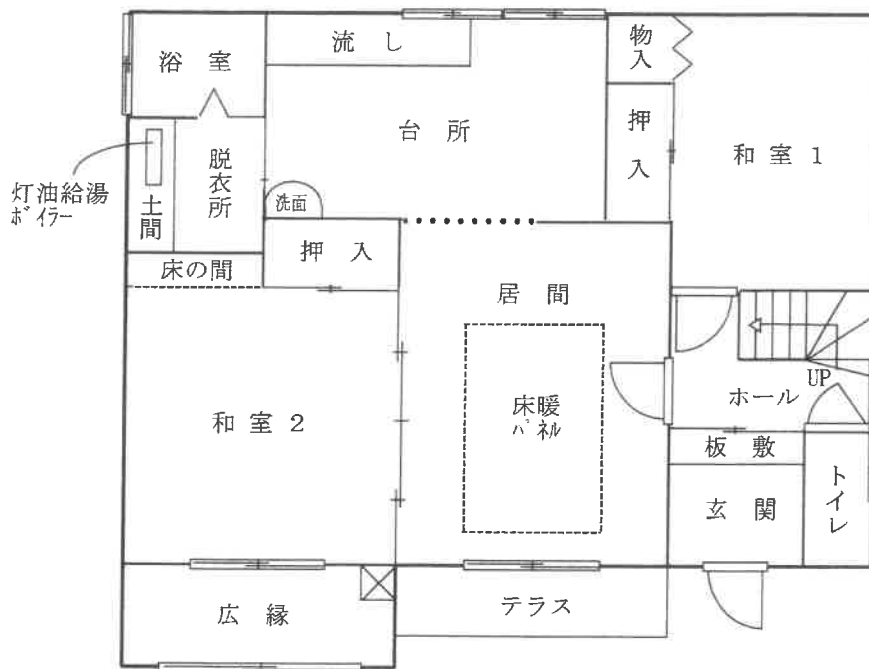 浴室
流し
物入
台所
押入
和室1
脱衣所
灯油給湯
ボイラー
土間
洗面
床の間
押入
居間
和室2
床暖
パネル
ホール
UP
板敷
玄関
トイレ
広縁
テラス